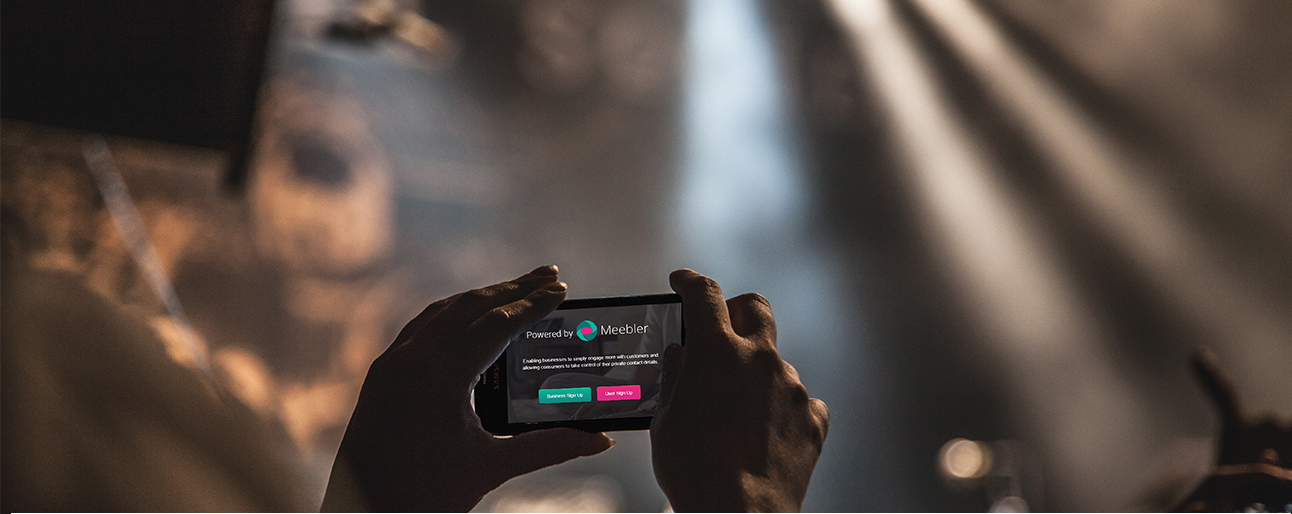 Powered by Meebler
Enabling businesses to simply engage more with customers and
allowing consumers to take control of their private contact details.
Business Sign Up User Sign Up
SAMSUNG